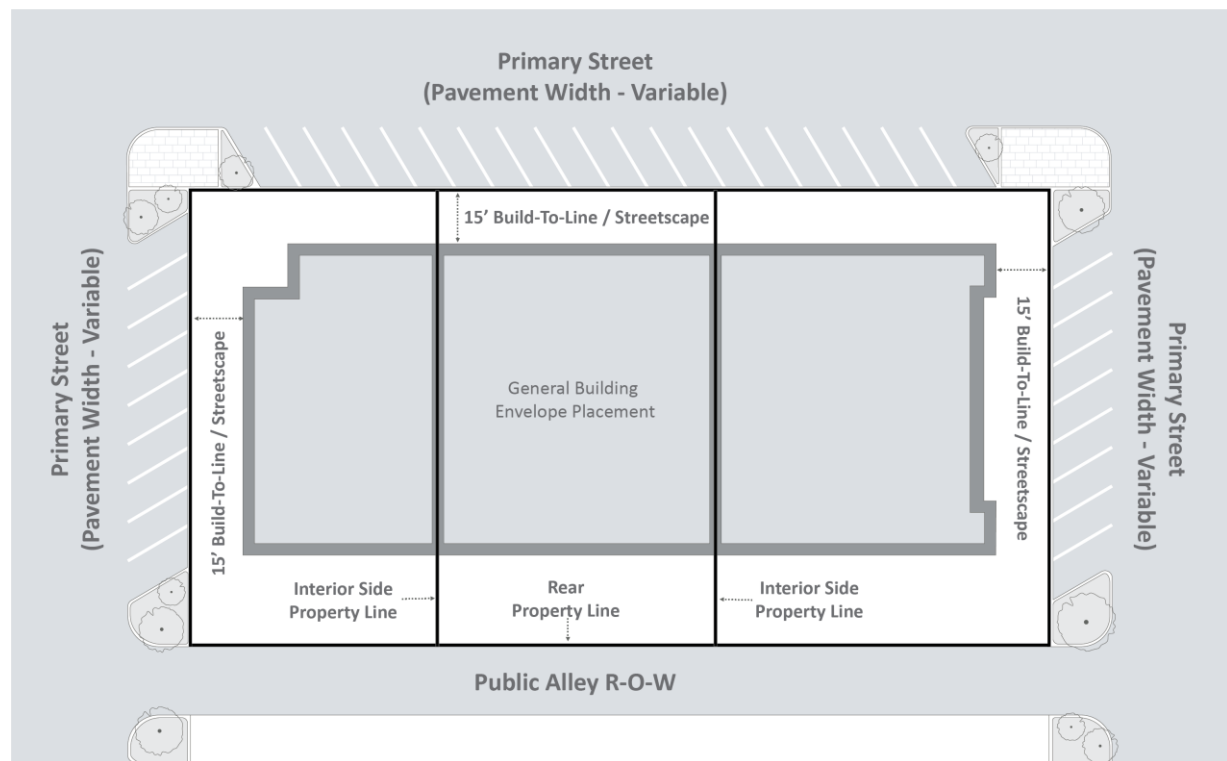 Primary Street
(Pavement Width - Variable)
15’ Build-To-Line / Streetscape
Primary Street
(Pavement Width - Variable)
15’ Build-To-Line / Streetscape
General Building
Envelope Placement
15’ Build-To-Line / Streetscape
Primary Street
(Pavement Width - Variable)
Interior Side
Property Line
Rear
Property Line
Interior Side
Property Line
Public Alley R-O-W